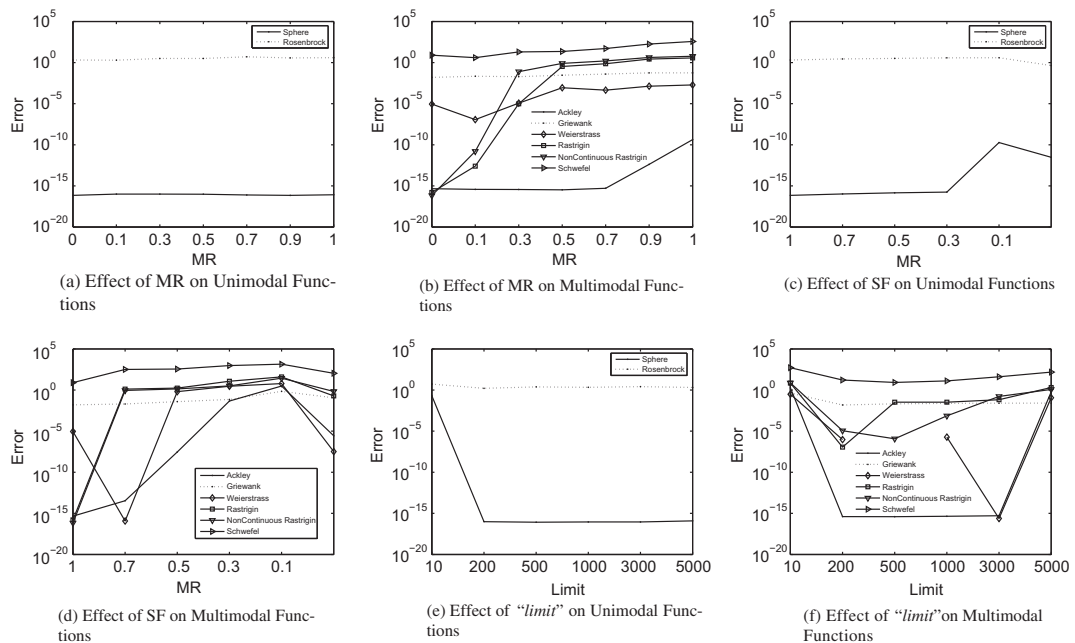 10^5
10^0
10^−5
10^−10
10^−15
10^−20
Error
0 0.1 0.3 0.5 0.7 0.9 1
MR
Sphere
Rosenbrock
(a) Effect of MR on Unimodal Func-
tions
10^5
10^0
10^−5
10^−10
10^−15
10^−20
Error
0 0.1 0.3 0.5 0.7 0.9 1
MR
Ackley
Griewank
Weierstrass
Rastrigin
NonContinuous Rastrigin
Schwefel
(b) Effect of MR on Multimodal Func-
tions
10^5
10^0
10^−5
10^−10
10^−15
10^−20
Error
1 0.7 0.5 0.3 0.1
MR
Sphere
Rosenbrock
(c) Effect of SF on Unimodal Functions
10^5
10^0
10^−5
10^−10
10^−15
10^−20
Error
1 0.7 0.5 0.3 0.1
MR
Ackley
Griewank
Weierstrass
Rastrigin
NonContinuous Rastrigin
Schwefel
(d) Effect of SF on Multimodal Func-
tions
10^5
10^0
10^−5
10^−10
10^−15
10^−20
Error
10 200 500 1000 3000 5000
Limit
Sphere
Rosenbrock
(e) Effect of “limit” on Unimodal Func-
tions
10^5
10^0
10^−5
10^−10
10^−15
10^−20
Error
10 200 500 1000 3000 5000
Limit
Ackley
Griewank
Weierstrass
Rastrigin
NonContinuous Rastrigin
Schwefel
(f) Effect of “limit”on Multimodal
Functions